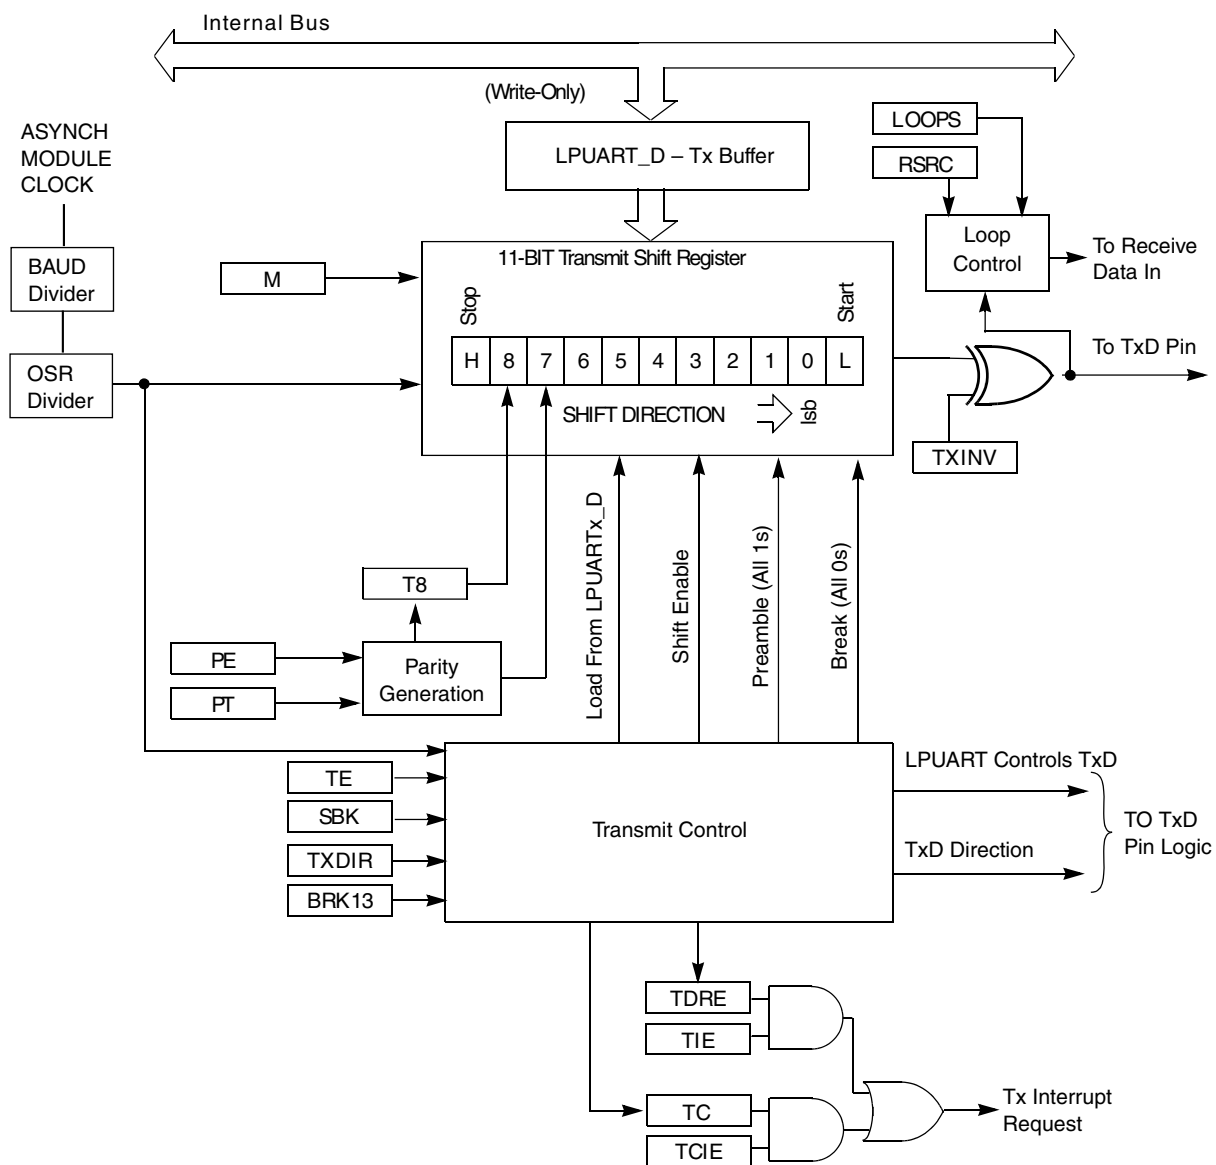 Internal Bus
(Write-Only)
LOOPS
ASYNCH
MODULE
CLOCK
LPUART_D – Tx Buffer
RSRC
Loop
Control
To Receive
Data In
BAUD
Divider
M
11-BIT Transmit Shift Register
Stop
Start
H 8 7 6 5 4 3 2 1 0 L
To TxD Pin
OSR
Divider
SHIFT DIRECTION
lsb
TXINV
Load From LPUARTx_D
Shift Enable
Preamble (All 1s)
Break (All 0s)
T8
PE
PT
Parity
Generation
TE
SBK
TXDIR
BRK13
Transmit Control
LPUART Controls TxD
TxD Direction
TO TxD
Pin Logic
TDRE
TIE
TC
TCIE
Tx Interrupt
Request